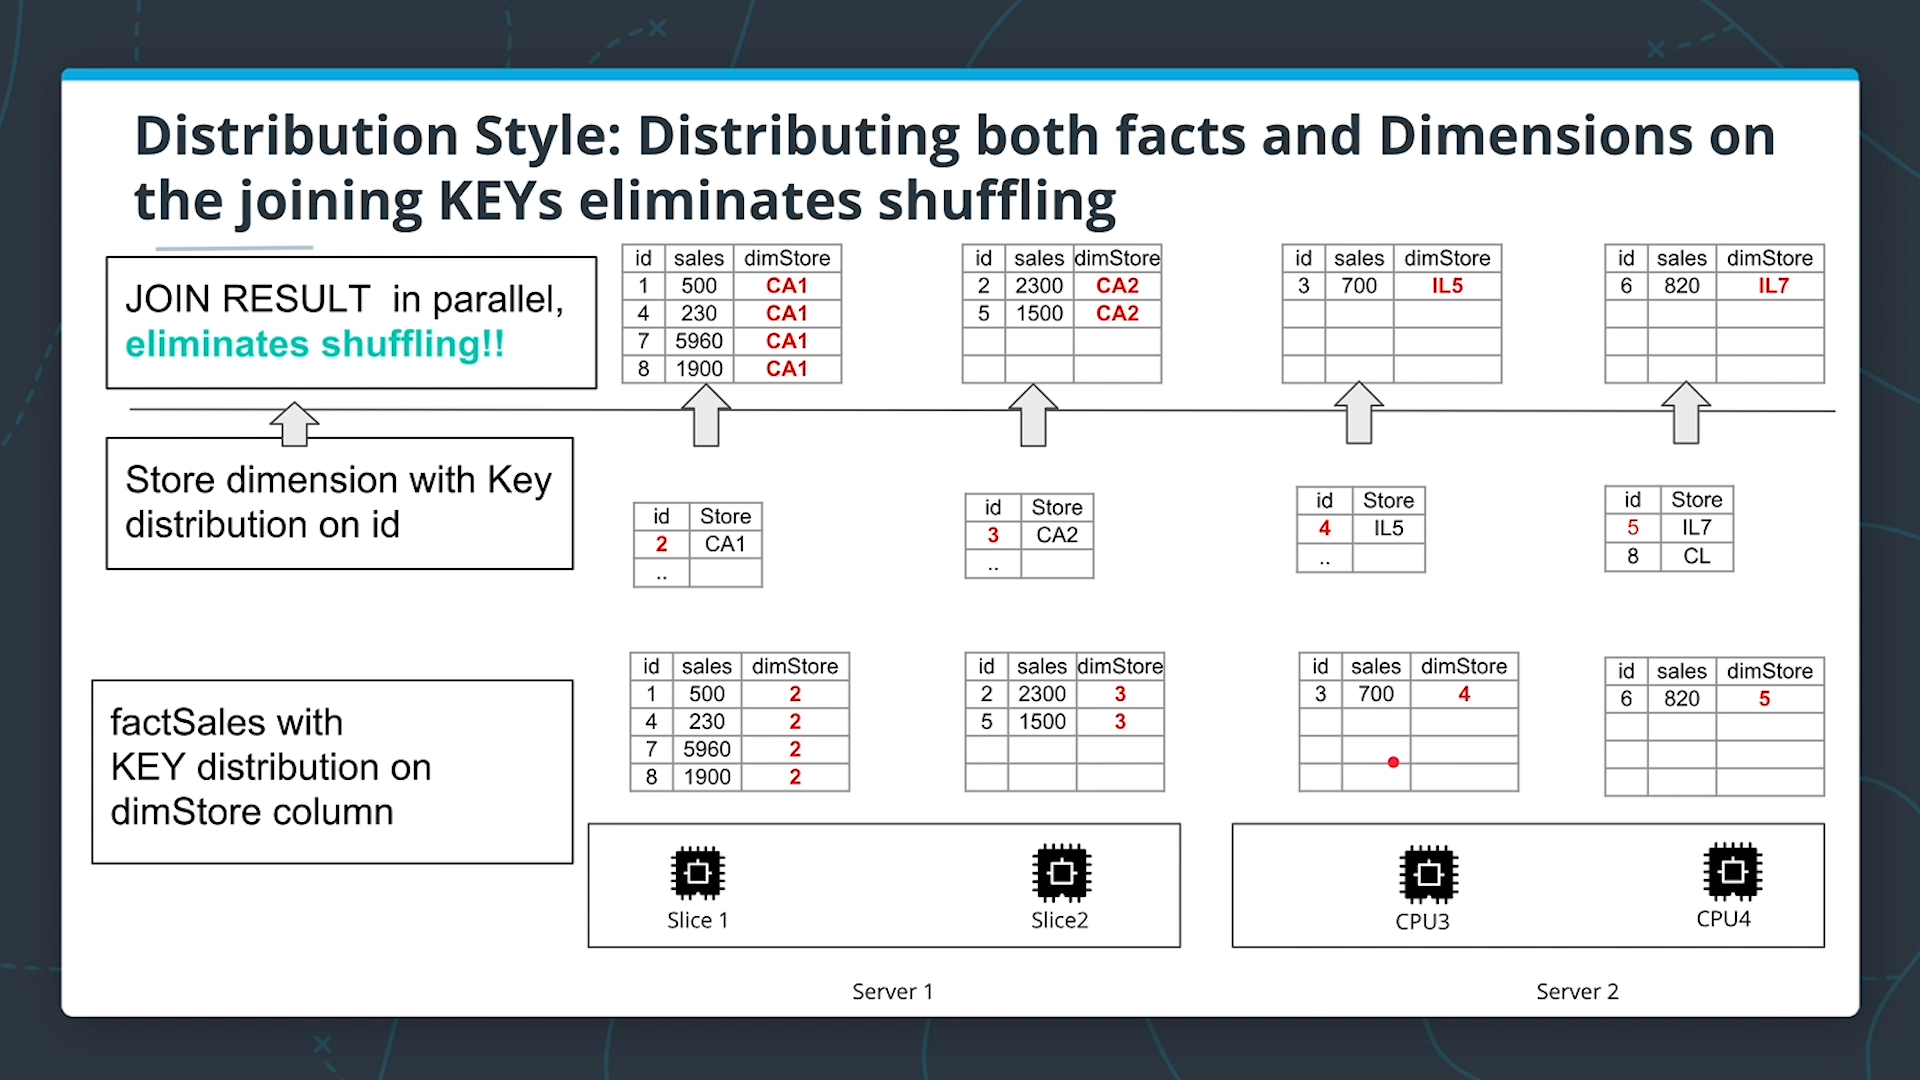 Distribution Style: Distributing both facts and Dimensions on
the joining KEYs eliminates shuffling
JOIN RESULT in parallel,
eliminates shuffling!!
id sales dimStore
1 500 CA1
4 230 CA1
7 5960 CA1
8 1900 CA1
id sales dimStore
2 2300 CA2
5 1500 CA2
id sales dimStore
3 700 IL5
id sales dimStore
6 820 IL7
Store dimension with Key
distribution on id
id Store
2 CA1
..
id Store
3 CA2
..
id Store
4 IL5
..
id Store
5 IL7
8 CL
factSales with
KEY distribution on
dimStore column
id sales dimStore
1 500 2
4 230 2
7 5960 2
8 1900 2
id sales dimStore
2 2300 3
5 1500 3
id sales dimStore
3 700 4
id sales dimStore
6 820 5
Slice 1
Slice2
CPU3
CPU4
Server 1
Server 2